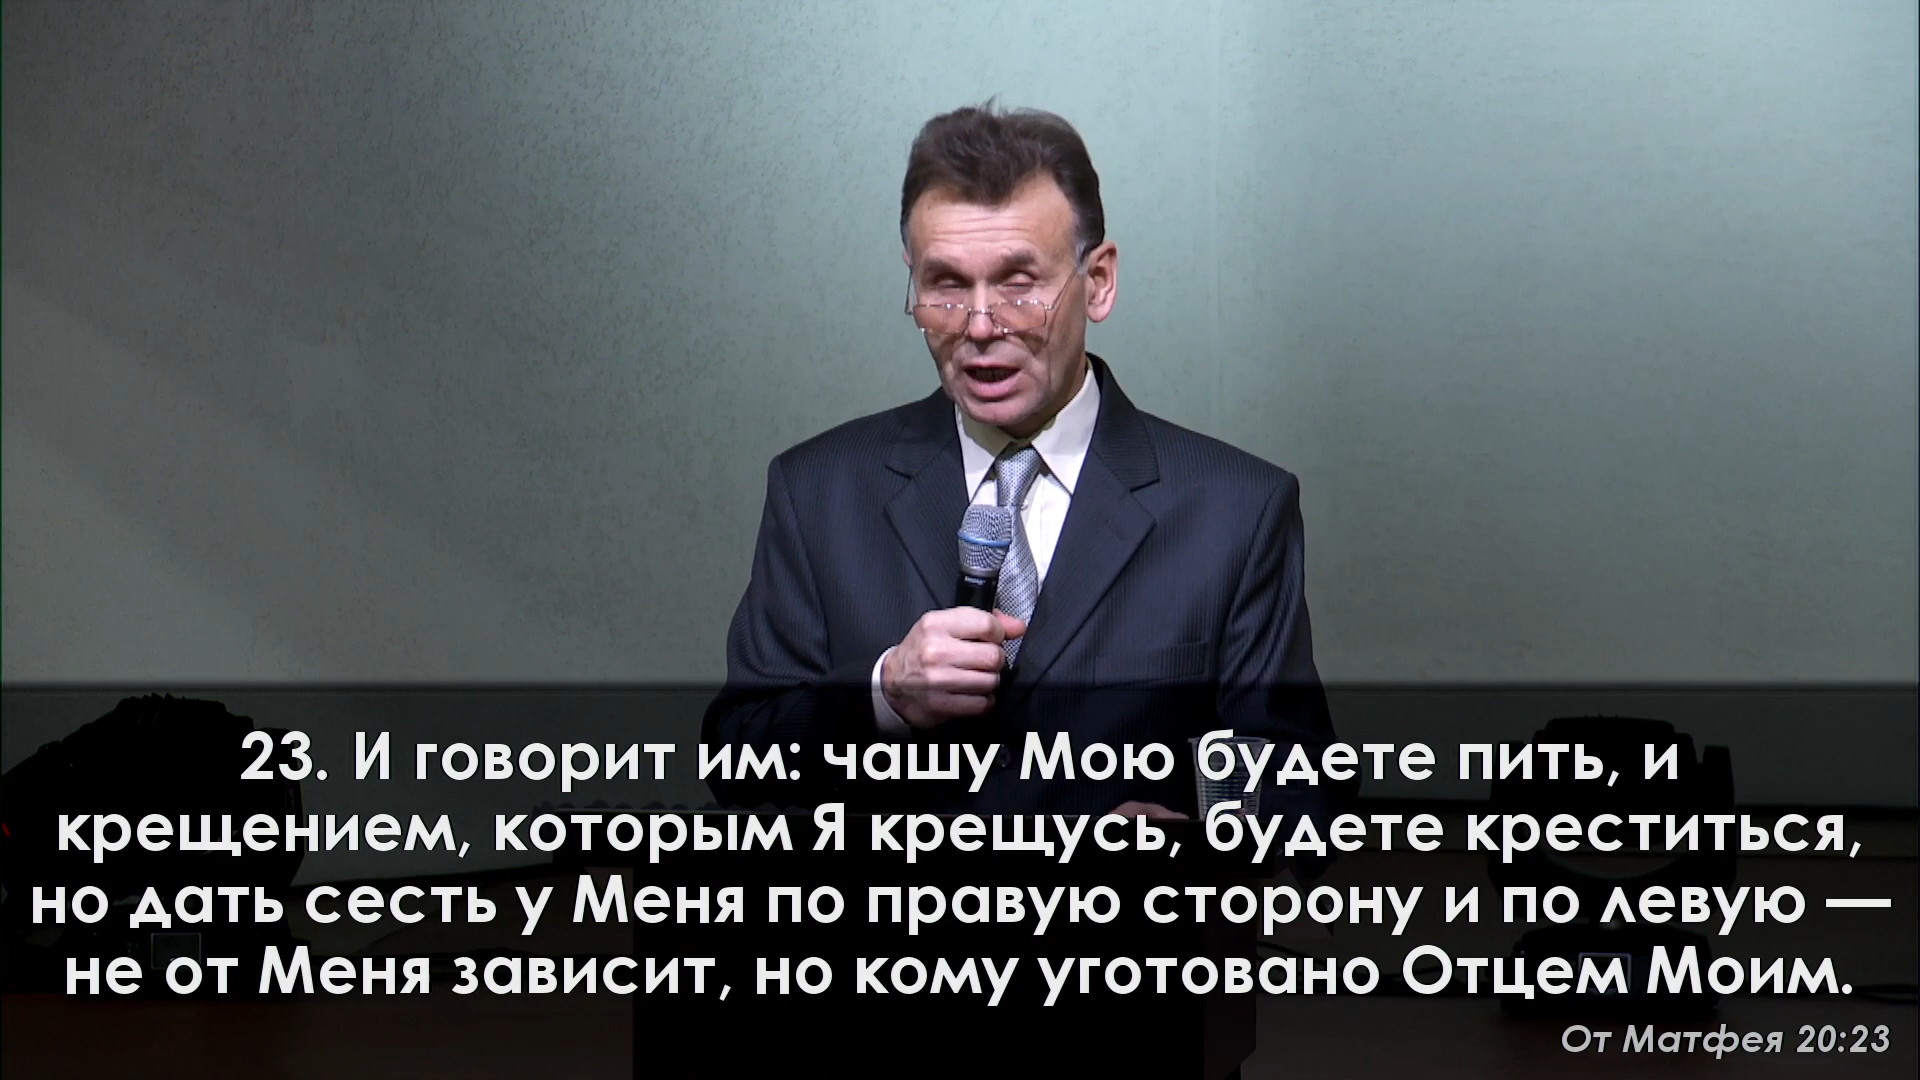 23. И говорит им: чашу Мою будете пить, и
крещением, которым Я крещусь, будете креститься,
но дать сесть у Меня по правую сторону и по левую —
не от Меня зависит, но кому уготовано Отцем Моим.
От Матфея 20:23